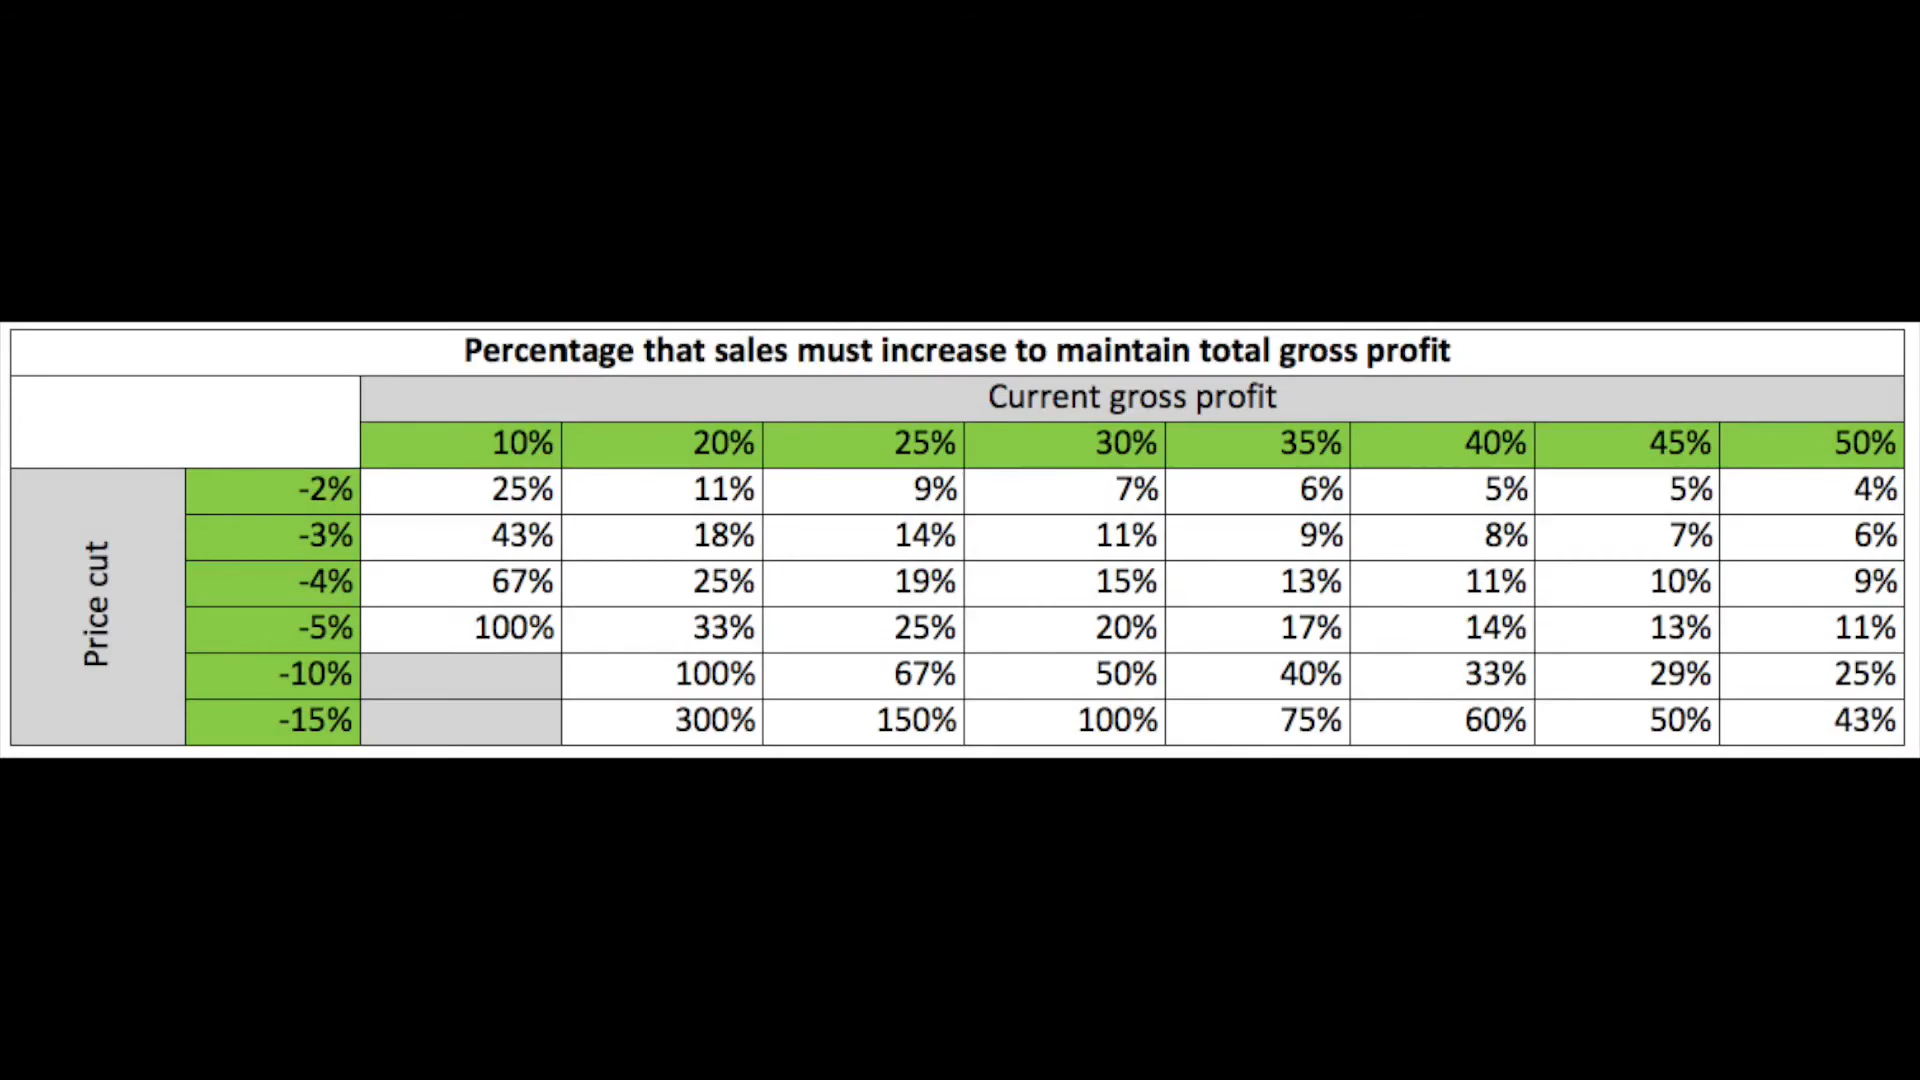 Percentage that sales must increase to maintain total gross profit
Current gross profit
10% 20% 25% 30% 35% 40% 45% 50%
Price cut
-2% 25% 11% 9% 7% 6% 5% 5% 4%
-3% 43% 18% 14% 11% 9% 8% 7% 6%
-4% 67% 25% 19% 15% 13% 11% 10% 9%
-5% 100% 33% 25% 20% 17% 14% 13% 11%
-10% 100% 67% 50% 40% 33% 29% 25%
-15% 300% 150% 100% 75% 60% 50% 43%